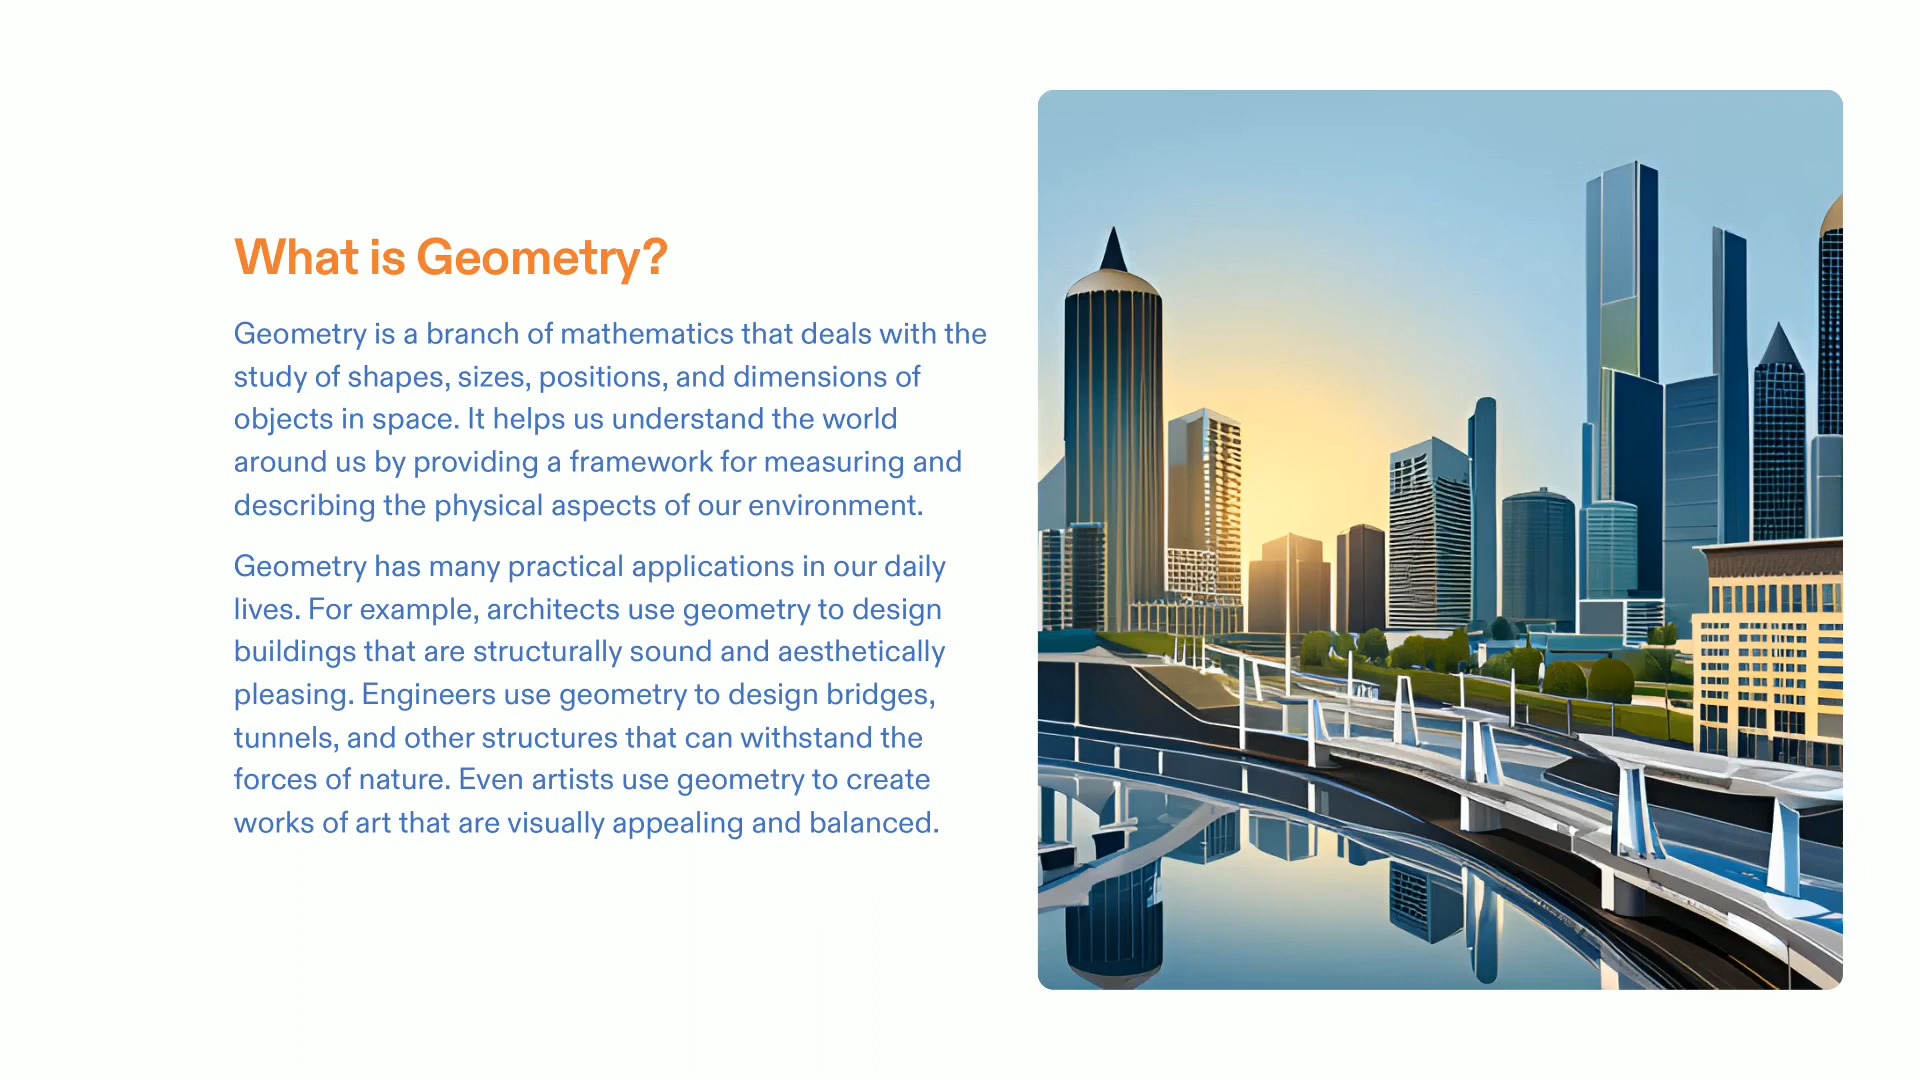 What is Geometry?
Geometry is a branch of mathematics that deals with the
study of shapes, sizes, positions, and dimensions of
objects in space. It helps us understand the world
around us by providing a framework for measuring and
describing the physical aspects of our environment.
Geometry has many practical applications in our daily
lives. For example, architects use geometry to design
buildings that are structurally sound and aesthetically
pleasing. Engineers use geometry to design bridges,
tunnels, and other structures that can withstand the
forces of nature. Even artists use geometry to create
works of art that are visually appealing and balanced.